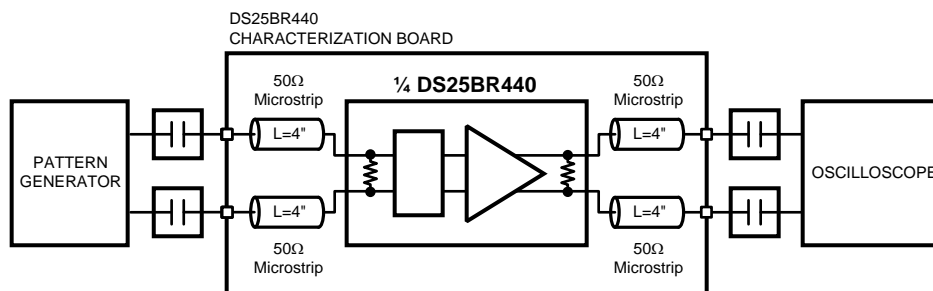 DS25BR440
CHARACTERIZATION BOARD
50Ω
Microstrip
L=4"
¼ DS25BR440
50Ω
Microstrip
L=4"
PATTERN
GENERATOR
OSCILLOSCOPE
L=4"
50Ω
Microstrip
L=4"
50Ω
Microstrip